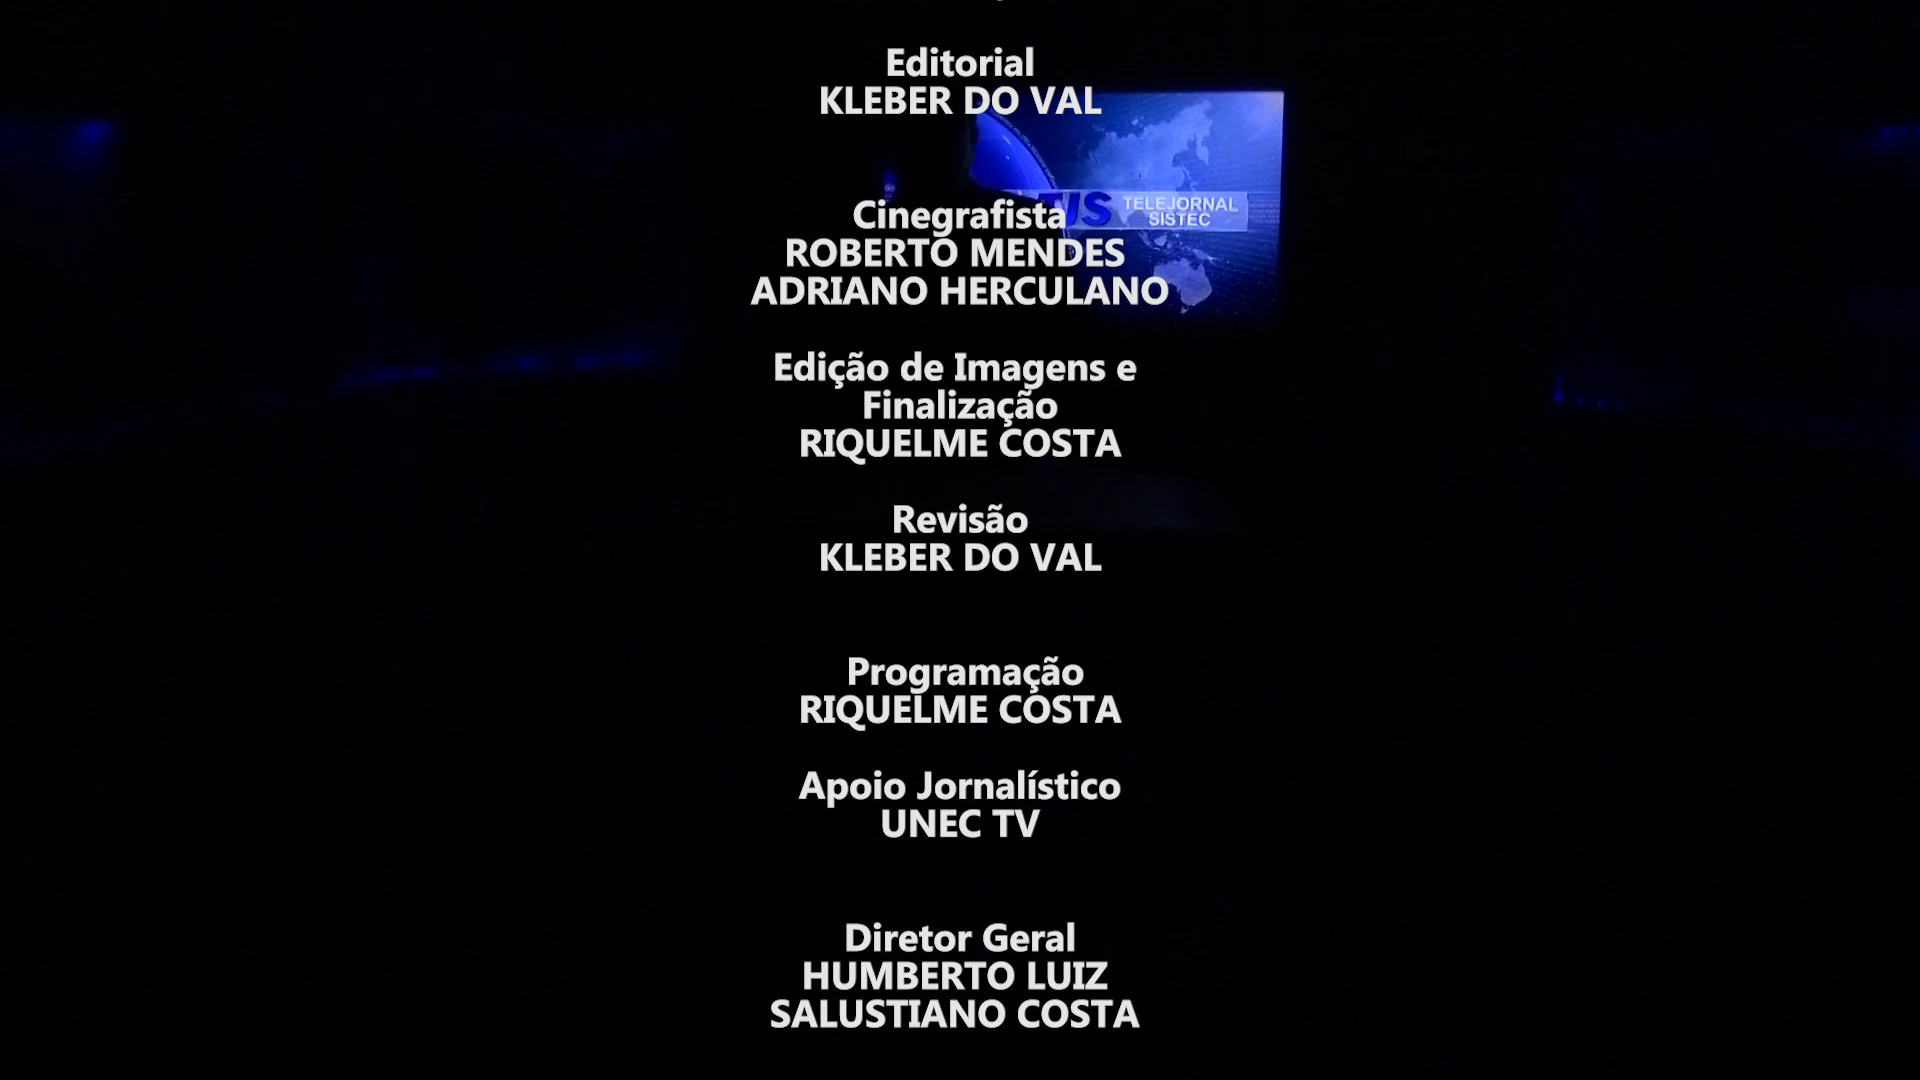 Editorial
KLEBER DO VAL
Cinegrafista
TJS TELEJORNAL
SISTEC
ROBERTO MENDES
ADRIANO HERCULANO
Edição de Imagens e
Finalização
RIQUELME COSTA
Revisão
KLEBER DO VAL
Programação
RIQUELME COSTA
Apoio Jornalístico
UNEC TV
Diretor Geral
HUMBERTO LUIZ
SALUSTIANO COSTA